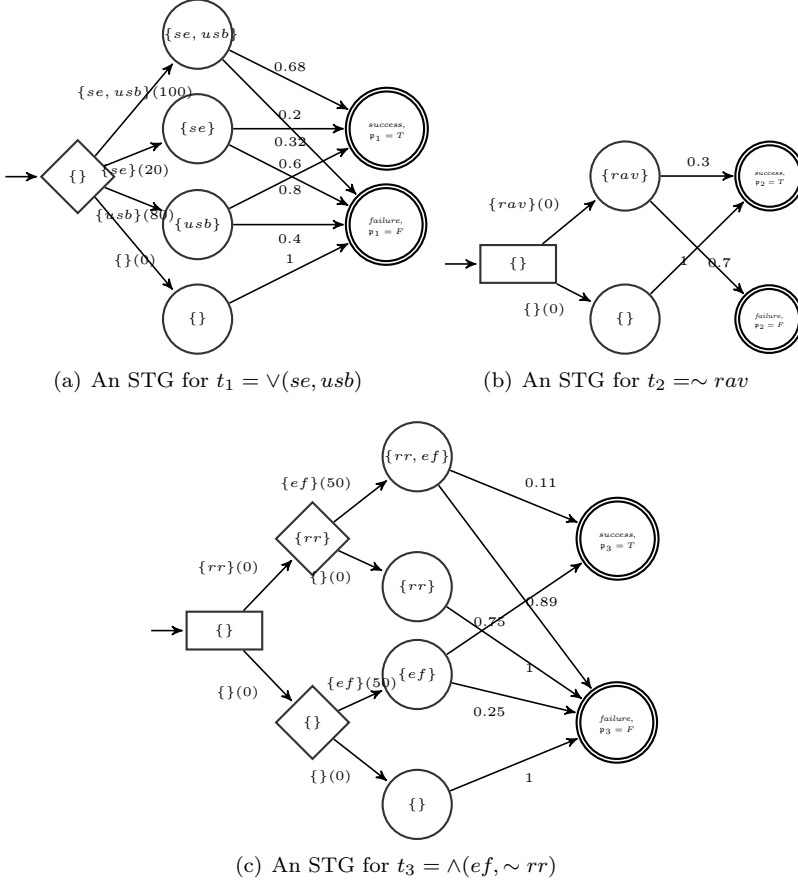 {se, usb}
0.68
{se, usb}(100)
success,
p₁ = T
{se}
0.2
0.32
{}
{se}(20)
0.6
0.8
{usb}(80)
{usb}
failure,
p₁ = F
0.4
{}(0)
1
{}
(a) An STG for t₁ = ∨(se, usb)
{rav}
0.3
success,
p₂ = T
{rav}(0)
{}
1
0.7
{}(0)
{}
failure,
p₂ = F
(b) An STG for t₂ =∼ rav
{rr, ef}
{ef}(50)
0.11
{rr}
success,
p₃ = T
{rr}(0)
{}(0)
{rr}
0.89
{}
0.75
{ef}(50)
{ef}
1
{}(0)
0.25
{}
failure,
p₃ = F
{}(0)
1
{}
(c) An STG for t₃ = ∧(ef, ∼ rr)